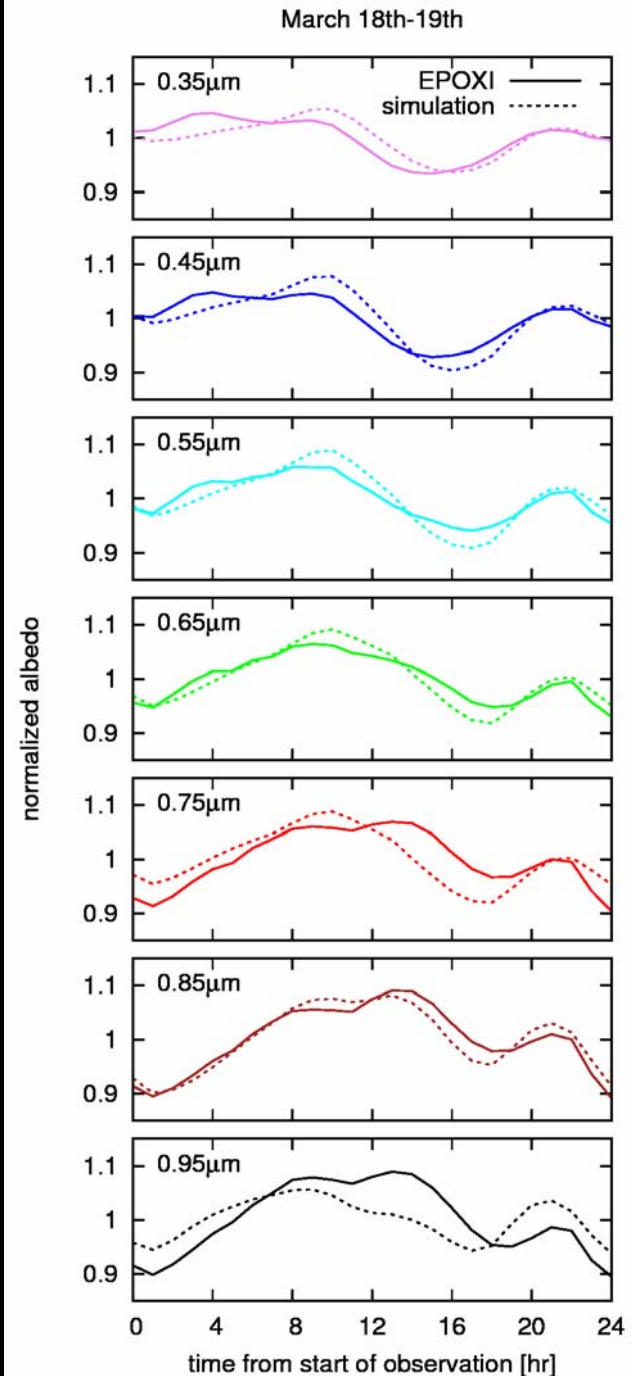 March 18th-19th
0.35μm
EPOXI
simulation
1.1
1
0.9
0.45μm
1.1
1
0.9
0.55μm
1.1
1
0.9
0.65μm
1.1
1
0.9
normalized albedo
0.75μm
1.1
1
0.9
0.85μm
1.1
1
0.9
0.95μm
1.1
1
0.9
0 4 8 12 16 20 24
time from start of observation [hr]